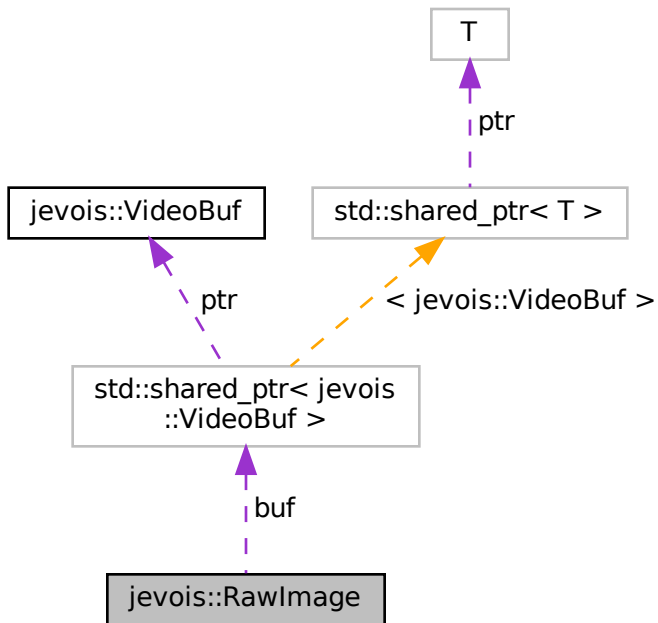 T
ptr
jevois::VideoBuf
std::shared_ptr< T >
ptr
< jevois::VideoBuf >
std::shared_ptr< jevois
::VideoBuf >
buf
jevois::RawImage